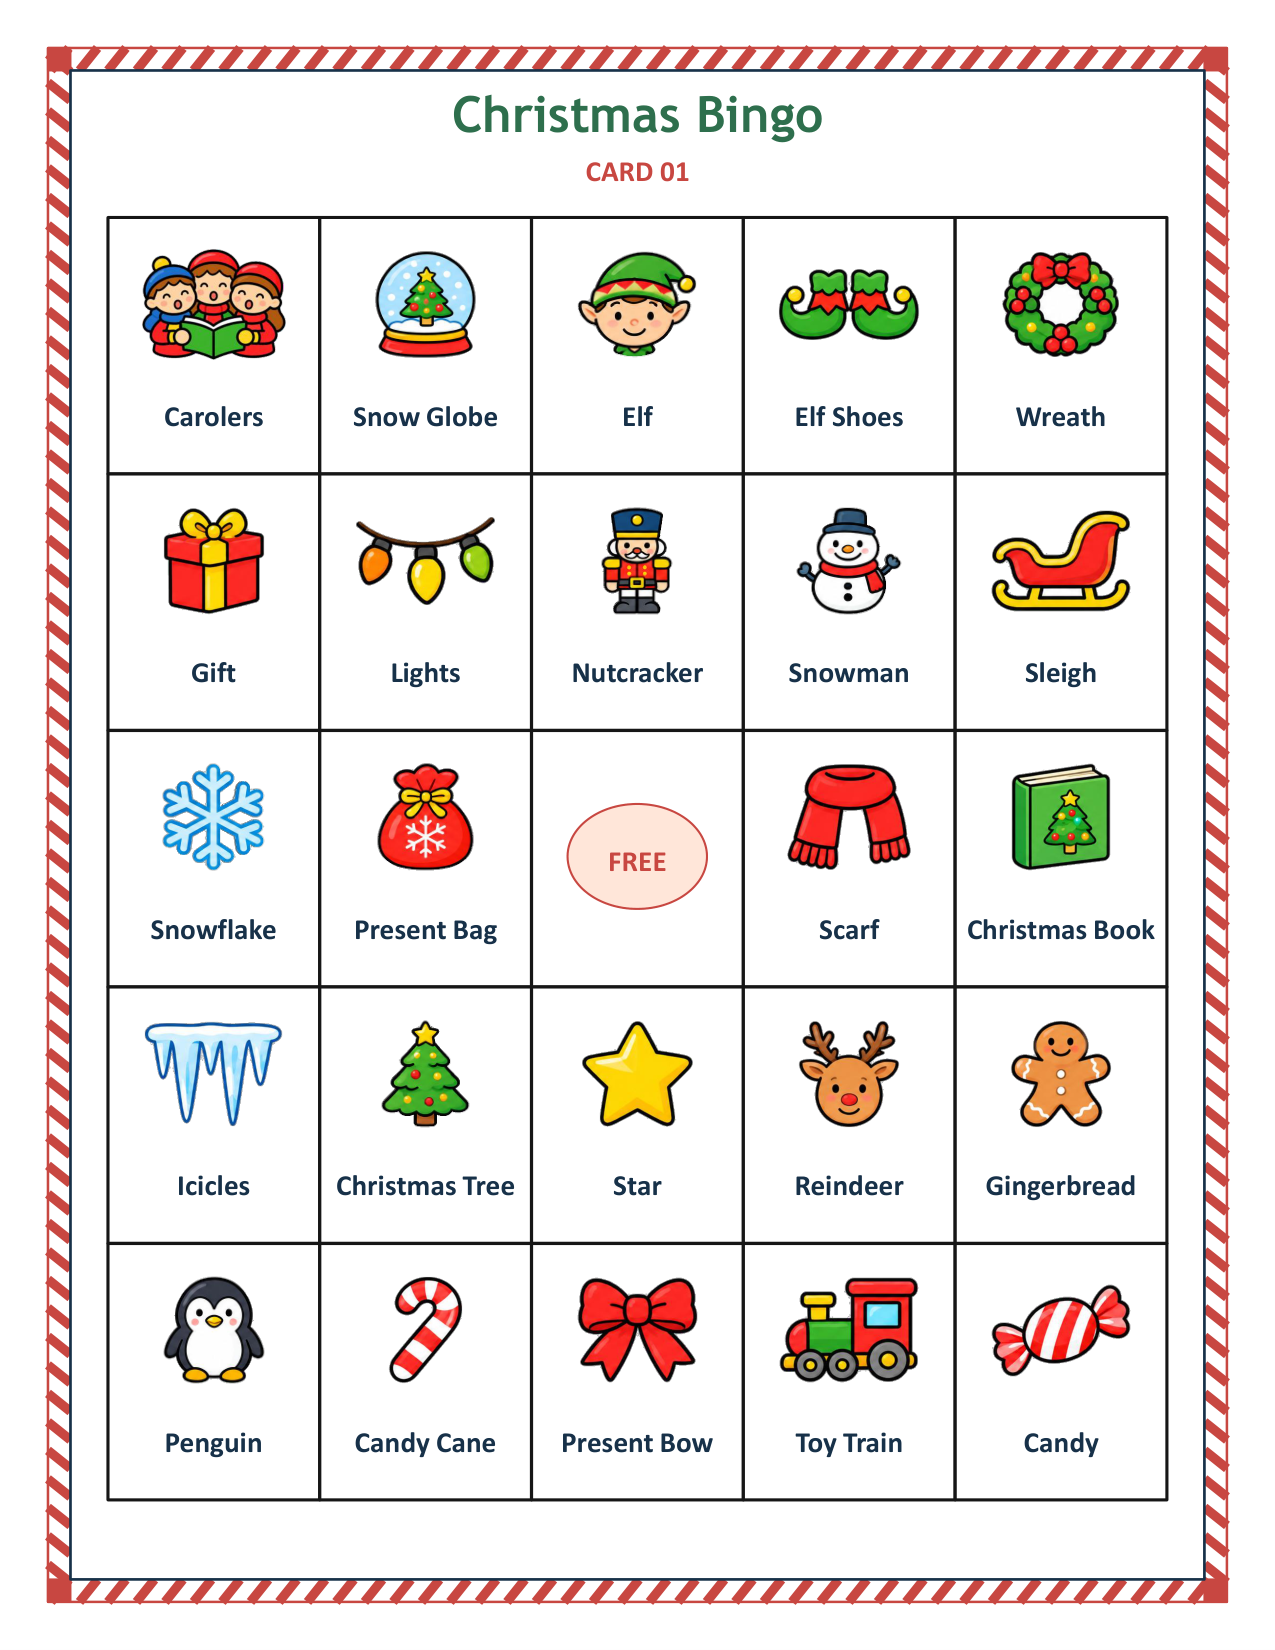 Christmas Bingo
CARD 01
Carolers
Snow Globe
Elf
Elf Shoes
Wreath
Gift
Lights
Nutcracker
Snowman
Sleigh
Snowflake
Present Bag
FREE
Scarf
Christmas Book
Icicles
Christmas Tree
Star
Reindeer
Gingerbread
Penguin
Candy Cane
Present Bow
Toy Train
Candy